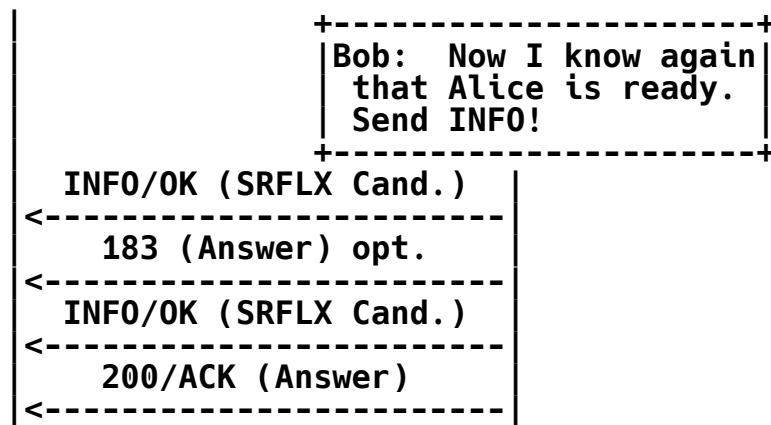 Bob: Now I know again
that Alice is ready.
Send INFO!
INFO/OK (SRFLX Cand.)
183 (Answer) opt.
INFO/OK (SRFLX Cand.)
200/ACK (Answer)